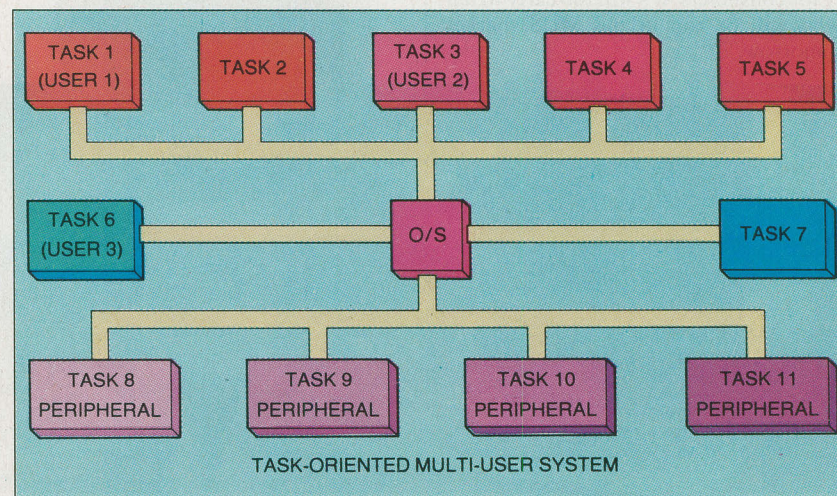 TASK 1
(USER 1)
TASK 2
TASK 3
(USER 2)
TASK 4
TASK 5
TASK 6
(USER 3)
O/S
TASK 7
TASK 8
PERIPHERAL
TASK 9
PERIPHERAL
TASK 10
PERIPHERAL
TASK 11
PERIPHERAL
TASK-ORIENTED MULTI-USER SYSTEM